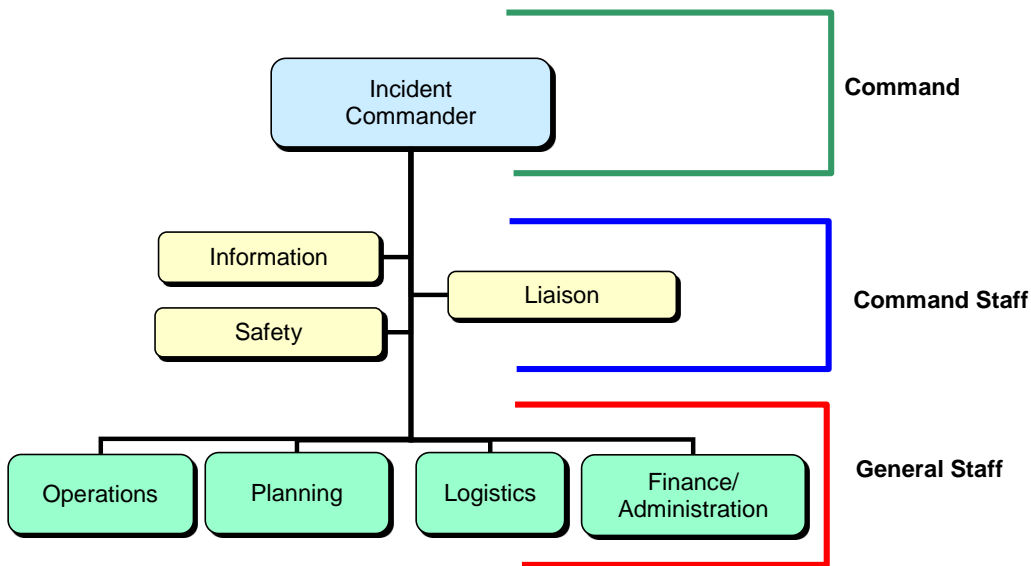 Incident
Commander
Command
Information
Liaison
Safety
Command Staff
Operations
Planning
Logistics
Finance/
Administration
General Staff